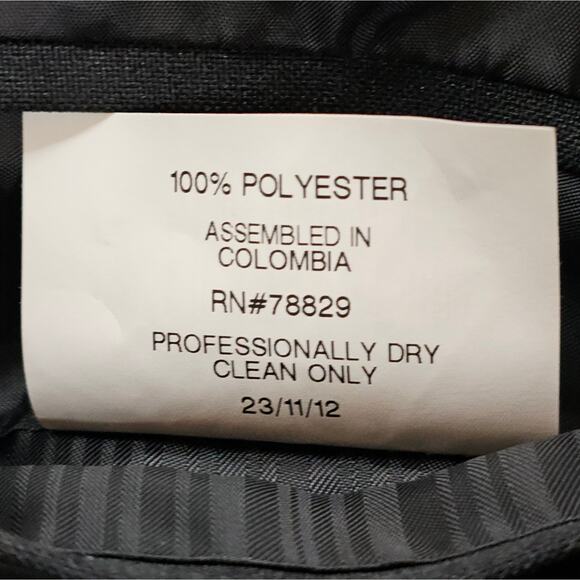 100% POLYESTER
ASSEMBLED IN
COLOMBIA
RN#78829
PROFESSIONALLY DRY
CLEAN ONLY
23/11/12